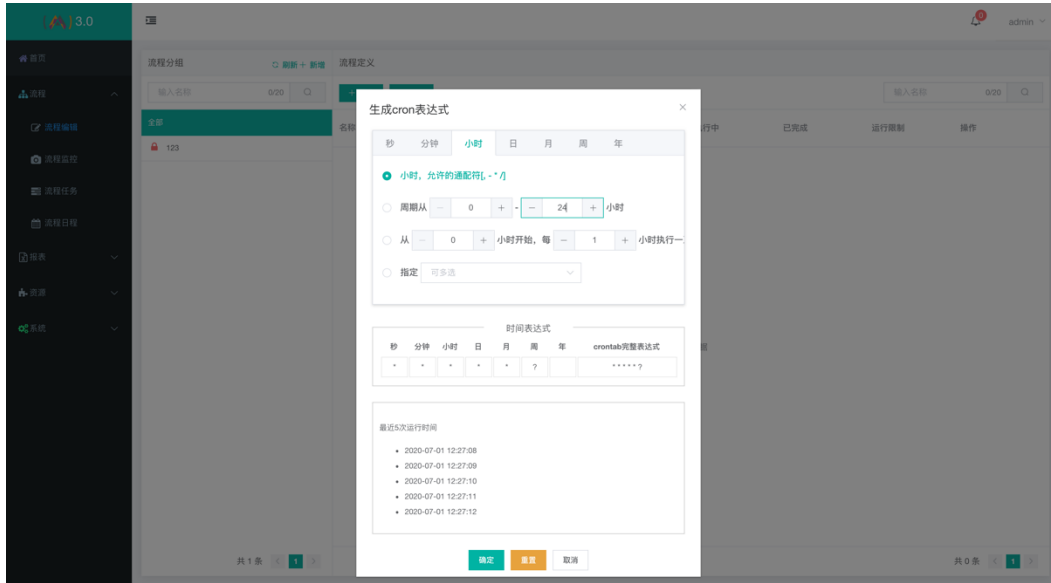 [ A ] 3.0
0
admin
首页
流程
流程编辑
流程监控
流程任务
流程日程
报表
资源
系统
流程分组
刷新 + 新增
输入名称 0/20
全部
123
共 1 条 < 1 >
流程定义
输入名称 0/20
名称
行中 已完成 运行限制 操作
共 0 条 < 1 >
生成cron表达式 ×
秒 分钟 小时 日 月 周 年
小时，允许的通配符[, - * /]
周期从 − 0 + - − 24 + 小时
从 − 0 + 小时开始，每 − 1 + 小时执行一
指定 可多选
时间表达式
秒 分钟 小时 日 月 周 年 crontab完整表达式
* * * * * ? * * * * * ?
最近5次运行时间
• 2020-07-01 12:27:08
• 2020-07-01 12:27:09
• 2020-07-01 12:27:10
• 2020-07-01 12:27:11
• 2020-07-01 12:27:12
确定 重置 取消